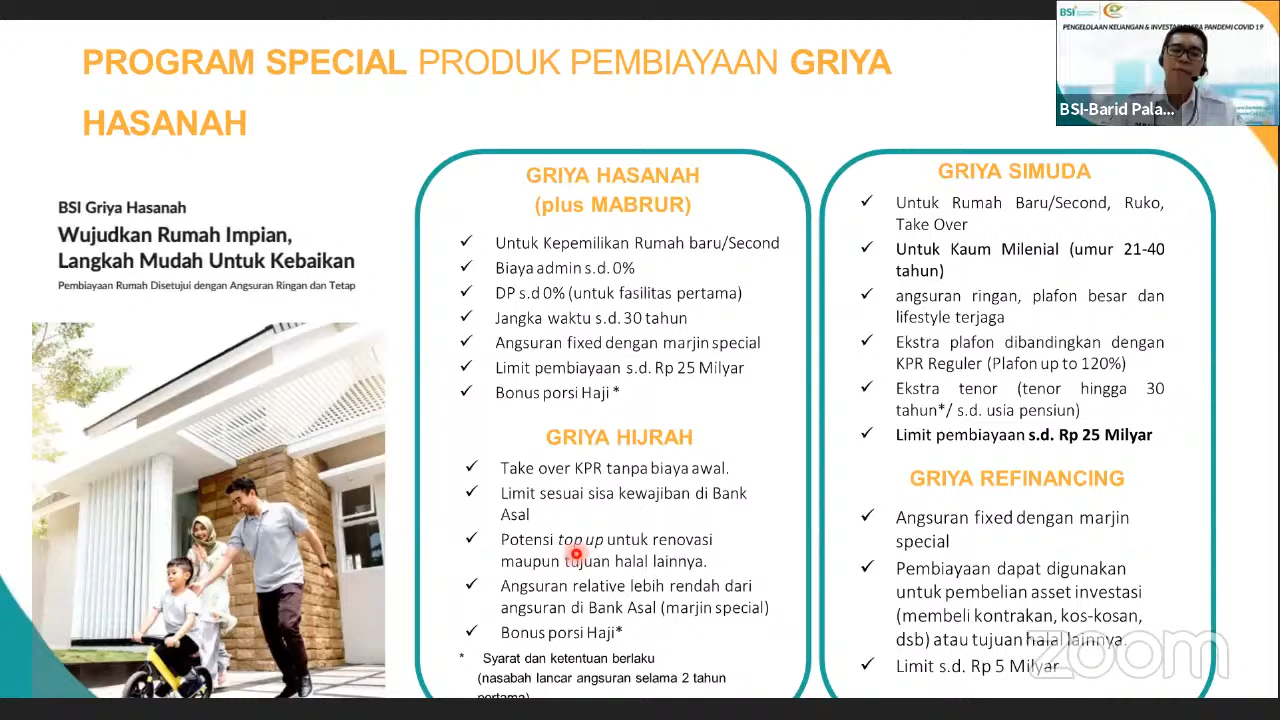 PROGRAM SPECIAL PRODUK PEMBIAYAAN GRIYA
HASANAH
BSI
PENGELOLAAN KEUANGAN & INVESTASI ERA PANDEMI COVID 19
BSI-Barid Pala...
BSI Griya Hasanah
Wujudkan Rumah Impian,
Langkah Mudah Untuk Kebaikan
Pembiayaan Rumah Disetujui dengan Angsuran Ringan dan Tetap
GRIYA HASANAH
(plus MABRUR)
✓ Untuk Kepemilikan Rumah baru/Second
✓ Biaya admin s.d. 0%
✓ DP s.d 0% (untuk fasilitas pertama)
✓ Jangka waktu s.d. 30 tahun
✓ Angsuran fixed dengan marjin special
✓ Limit pembiayaan s.d. Rp 25 Milyar
✓ Bonus porsi Haji *
GRIYA HIJRAH
✓ Take over KPR tanpa biaya awal.
✓ Limit sesuai sisa kewajiban di Bank
Asal
✓ Potensi top up untuk renovasi
maupun tujuan halal lainnya.
✓ Angsuran relative lebih rendah dari
angsuran di Bank Asal (marjin special)
✓ Bonus porsi Haji*
* Syarat dan ketentuan berlaku
(nasabah lancar angsuran selama 2 tahun
pertama)
GRIYA SIMUDA
✓ Untuk Rumah Baru/Second, Ruko,
Take Over
✓ Untuk Kaum Milenial (umur 21-40
tahun)
✓ angsuran ringan, plafon besar dan
lifestyle terjaga
✓ Ekstra plafon dibandingkan dengan
KPR Reguler (Plafon up to 120%)
✓ Ekstra tenor (tenor hingga 30
tahun*/ s.d. usia pensiun)
✓ Limit pembiayaan s.d. Rp 25 Milyar
GRIYA REFINANCING
✓ Angsuran fixed dengan marjin
special
✓ Pembiayaan dapat digunakan
untuk pembelian asset investasi
(membeli kontrakan, kos-kosan,
dsb) atau tujuan halal lainnya.
✓ Limit s.d. Rp 5 Milyar
zoom